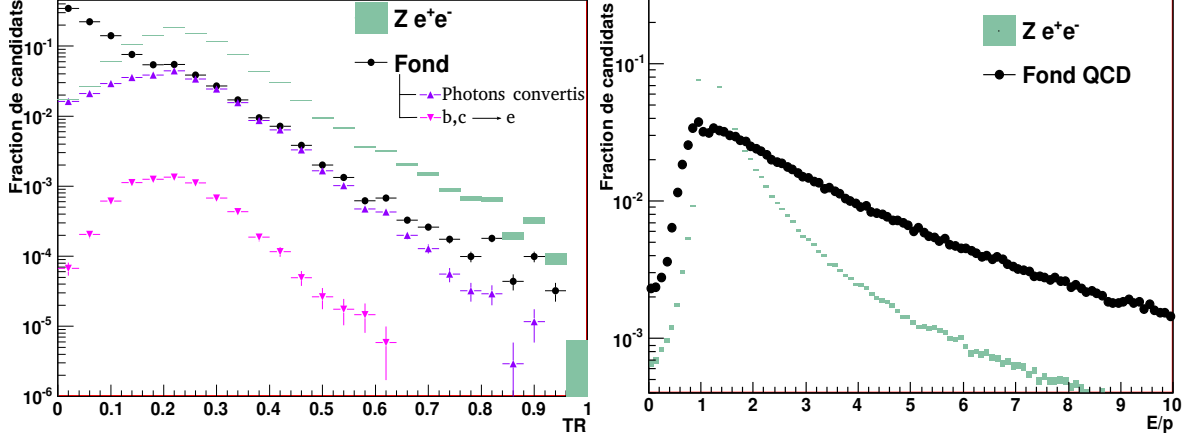 Fraction de candidats
10⁻¹
10⁻²
10⁻³
10⁻⁴
10⁻⁵
10⁻⁶
Z e⁺e⁻
Fond
Photons convertis
b,c → e
0 0.1 0.2 0.3 0.4 0.5 0.6 0.7 0.8 0.9 1
TR
Fraction de candidats
10⁻¹
10⁻²
10⁻³
Z e⁺e⁻
Fond QCD
0 1 2 3 4 5 6 7 8 9 10
E/p